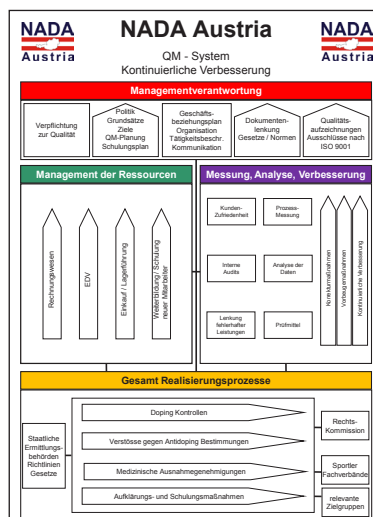 NADA
Austria
NADA Austria
QM - System
Kontinuierliche Verbesserung
NADA
Austria
Managementverantwortung
Verpflichtung
zur Qualität
Politik
Grundsätze
Ziele
QM-Planung
Schulungsplan
Geschäfts-
beziehungsplan
Organisation
Tätigkeitsbeschr.
Kommunikation
Dokumenten-
lenkung
Gesetze / Normen
Qualitäts-
aufzeichnungen
Ausschlüsse nach
ISO 9001
Management der Ressourcen
Rechnungswesen
EDV
Einkauf / Lagerführung
Weiterbildung / Schulung
neuer Mitarbeiter
Messung, Analyse, Verbesserung
Kunden-
Zufriedenheit
Prozess-
Messung
Interne
Audits
Analyse der
Daten
Lenkung
fehlerhafter
Leistungen
Prüfmittel
Korrekturmaßnahmen
Vorbeugemaßnahmen
Kontinuierliche Verbesserung
Gesamt Realisierungsprozesse
Staatliche
Ermittlungs-
behörden
Richtlinien
Gesetze
Doping Kontrollen
Verstösse gegen Antidoping Bestimmungen
Medizinische Ausnahmegenehmigungen
Aufklärungs- und Schulungsmaßnahmen
Rechts-
Kommission
Sportler
Fachverbände
relevante
Zielgruppen